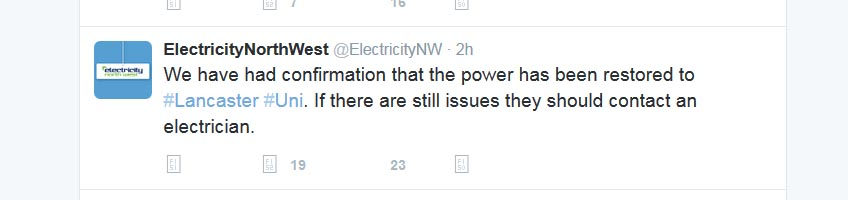 7 16
ElectricityNorthWest @ElectricityNW · 2h
electricity
north west
We have had confirmation that the power has been restored to
#Lancaster #Uni. If there are still issues they should contact an
electrician.
19 23